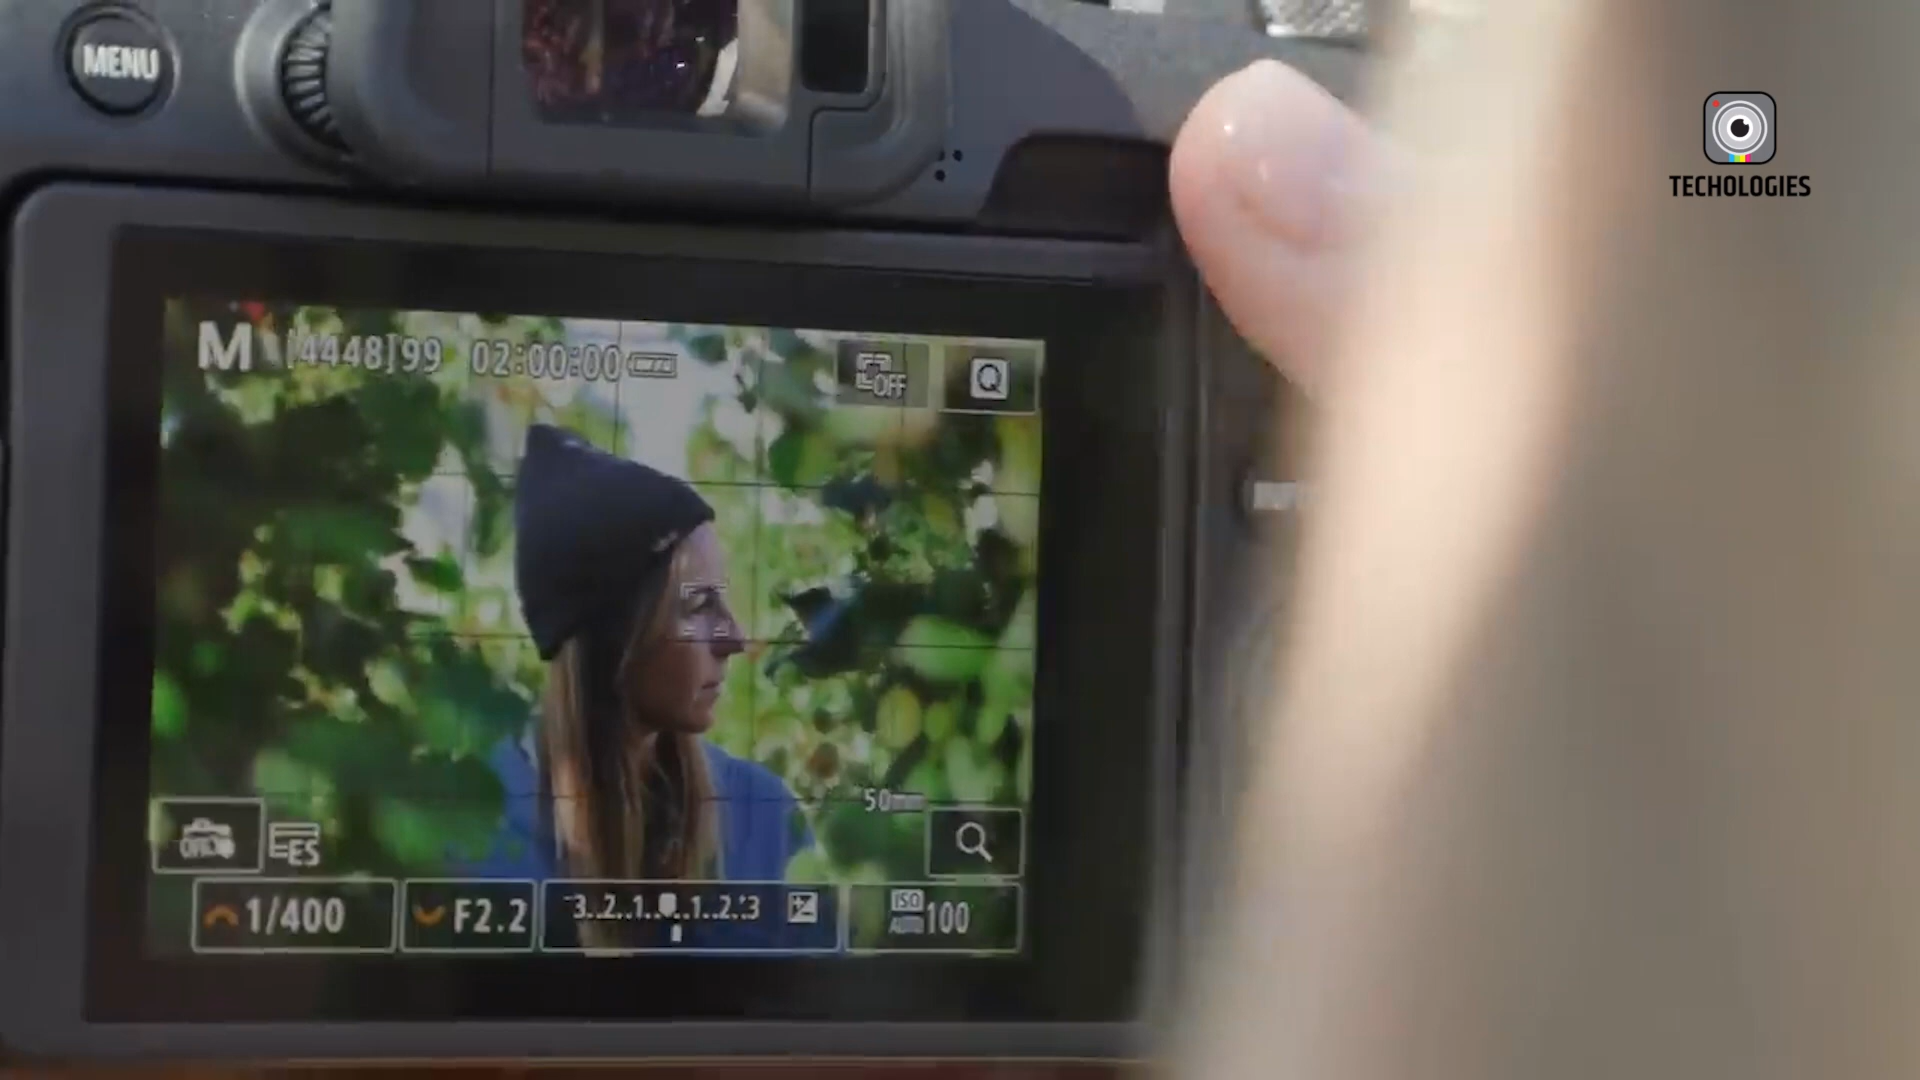 MENU
TECHOLOGIES
M [4448]99 02:00:00
OFF Q
50mm
ES
1/400 F2.2 -3..2..1....1..2..+3 ISO AUTO 100